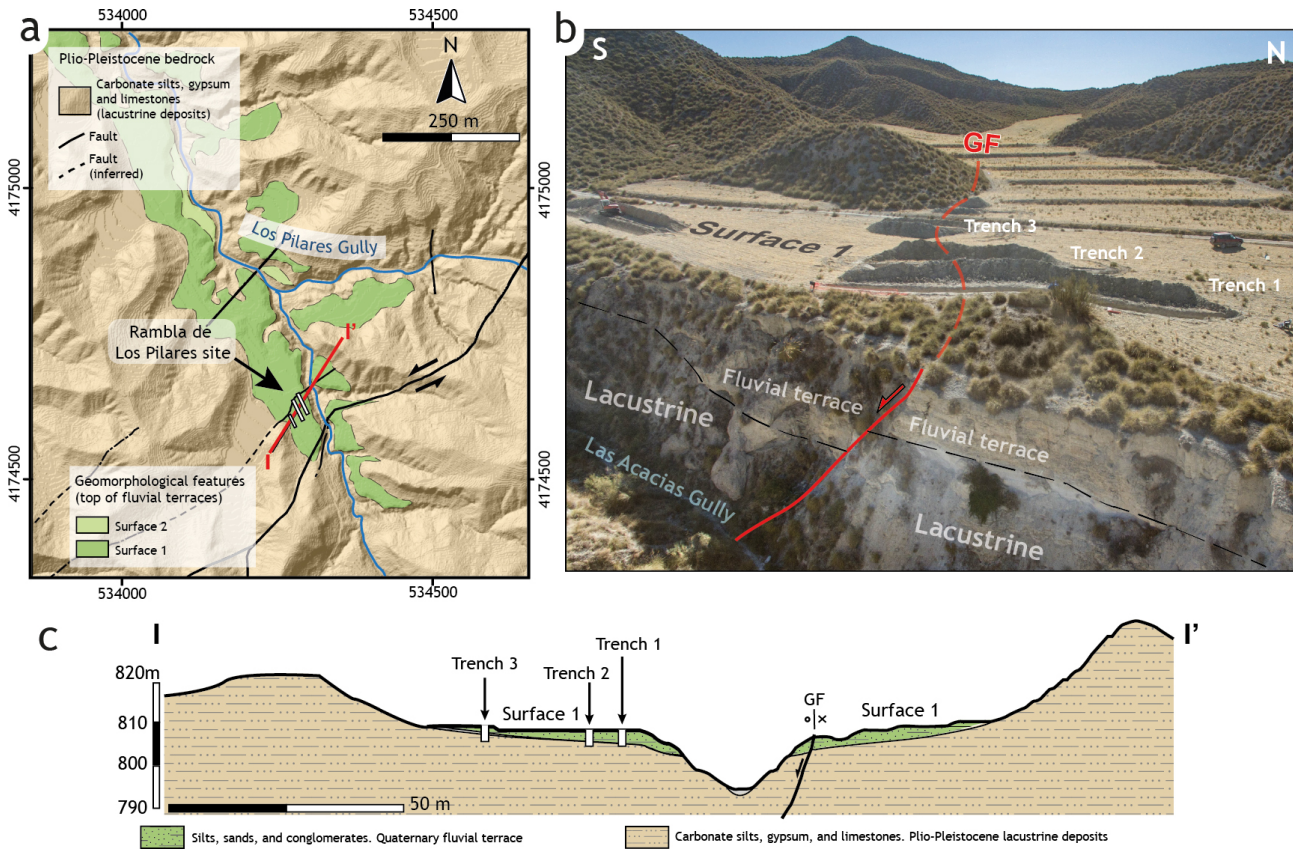 a
534000
534500
Plio-Pleistocene bedrock
Carbonate silts, gypsum
and limestones
(lacustrine deposits)
Fault
Fault
(inferred)
N
250 m
4175000
4175000
Los Pilares Gully
Rambla de
Los Pilares site
I'
I
4174500
4174500
Geomorphological features
(top of fluvial terraces)
Surface 2
Surface 1
534000
534500
b
S
N
GF
Surface 1
Trench 3
Trench 2
Trench 1
Fluvial terrace
Fluvial terrace
Lacustrine
Lacustrine
Las Acacias Gully
c
I
I'
820m
810
800
790
Trench 3
Trench 2
Trench 1
Surface 1
GF
Surface 1
50 m
Silts, sands, and conglomerates. Quaternary fluvial terrace
Carbonate silts, gypsum, and limestones. Plio-Pleistocene lacustrine deposits